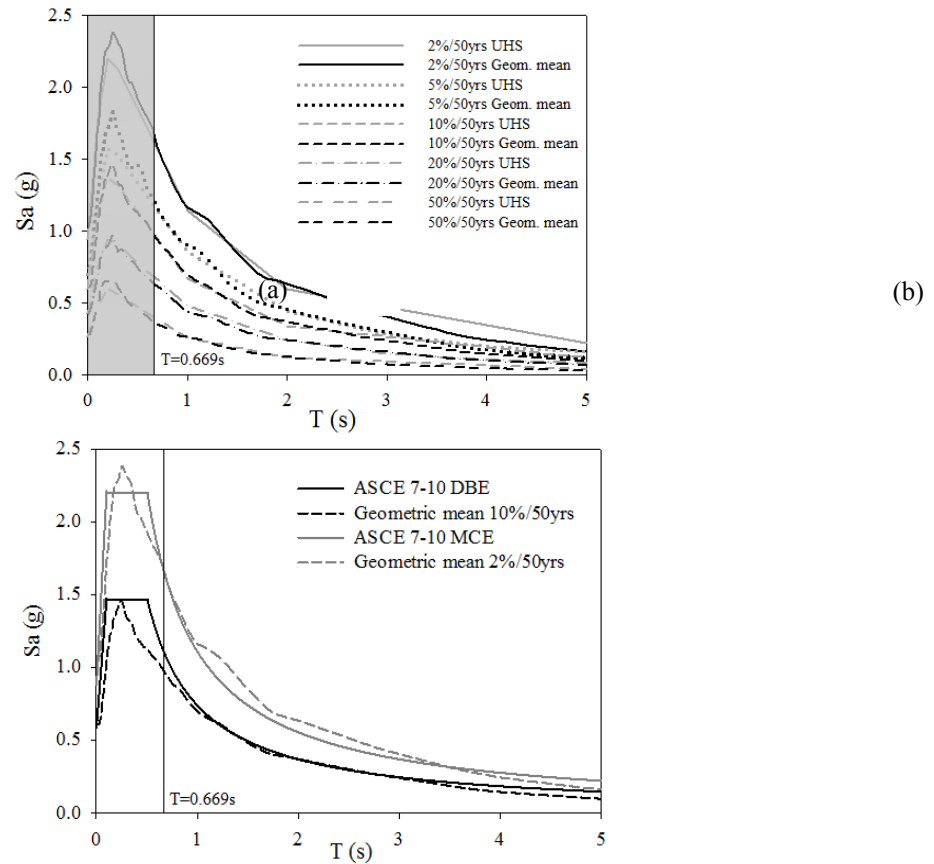 2.5
2.0
1.5
1.0
0.5
0.0
Sa (g)
2%/50yrs UHS
2%/50yrs Geom. mean
5%/50yrs UHS
5%/50yrs Geom. mean
10%/50yrs UHS
10%/50yrs Geom. mean
20%/50yrs UHS
20%/50yrs Geom. mean
50%/50yrs UHS
50%/50yrs Geom. mean
(a)
(b)
T=0.669s
0 1 2 3 4 5
T (s)
2.5
2.0
1.5
1.0
0.5
0.0
Sa (g)
ASCE 7-10 DBE
Geometric mean 10%/50yrs
ASCE 7-10 MCE
Geometric mean 2%/50yrs
T=0.669s
0 1 2 3 4 5
T (s)